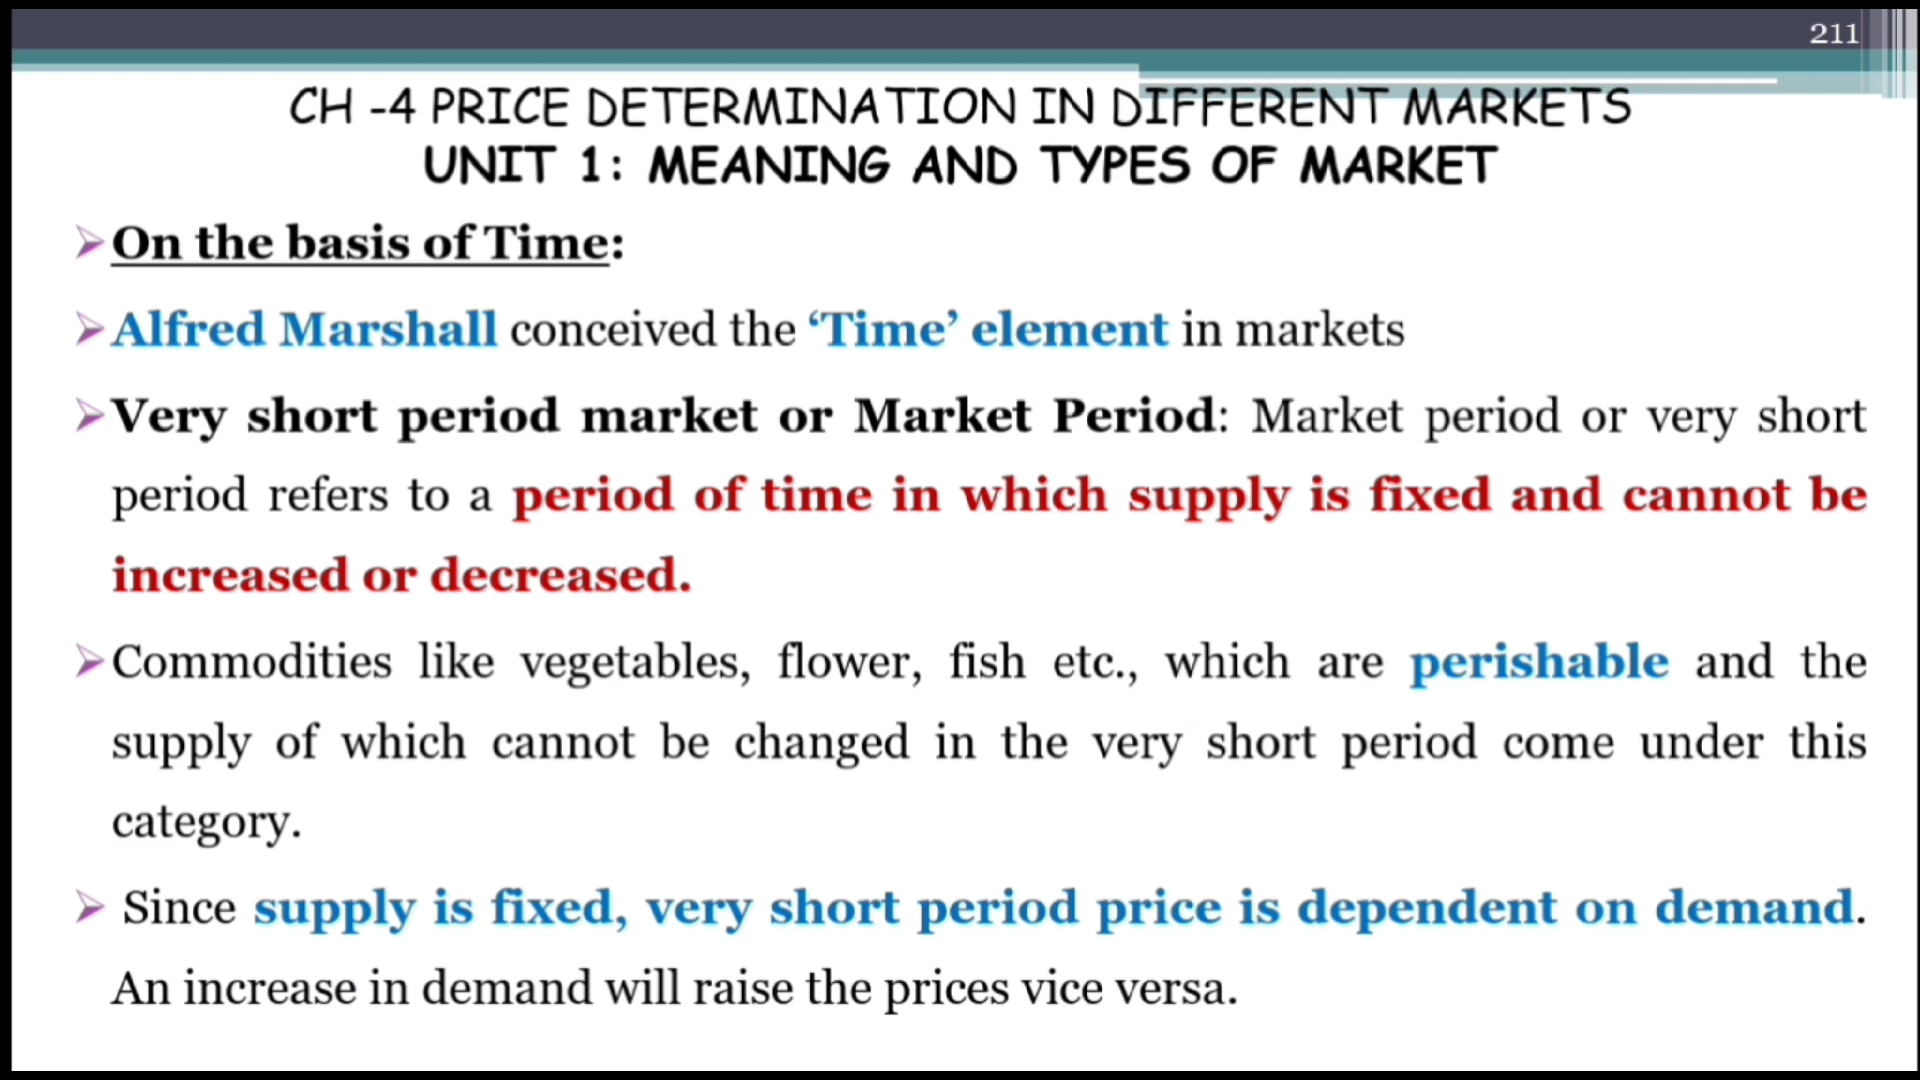 211
CH -4 PRICE DETERMINATION IN DIFFERENT MARKETS
UNIT 1: MEANING AND TYPES OF MARKET
➢On the basis of Time:
➢Alfred Marshall conceived the ‘Time’ element in markets
➢Very short period market or Market Period: Market period or very short
period refers to a period of time in which supply is fixed and cannot be
increased or decreased.
➢Commodities like vegetables, flower, fish etc., which are perishable and the
supply of which cannot be changed in the very short period come under this
category.
➢ Since supply is fixed, very short period price is dependent on demand.
An increase in demand will raise the prices vice versa.